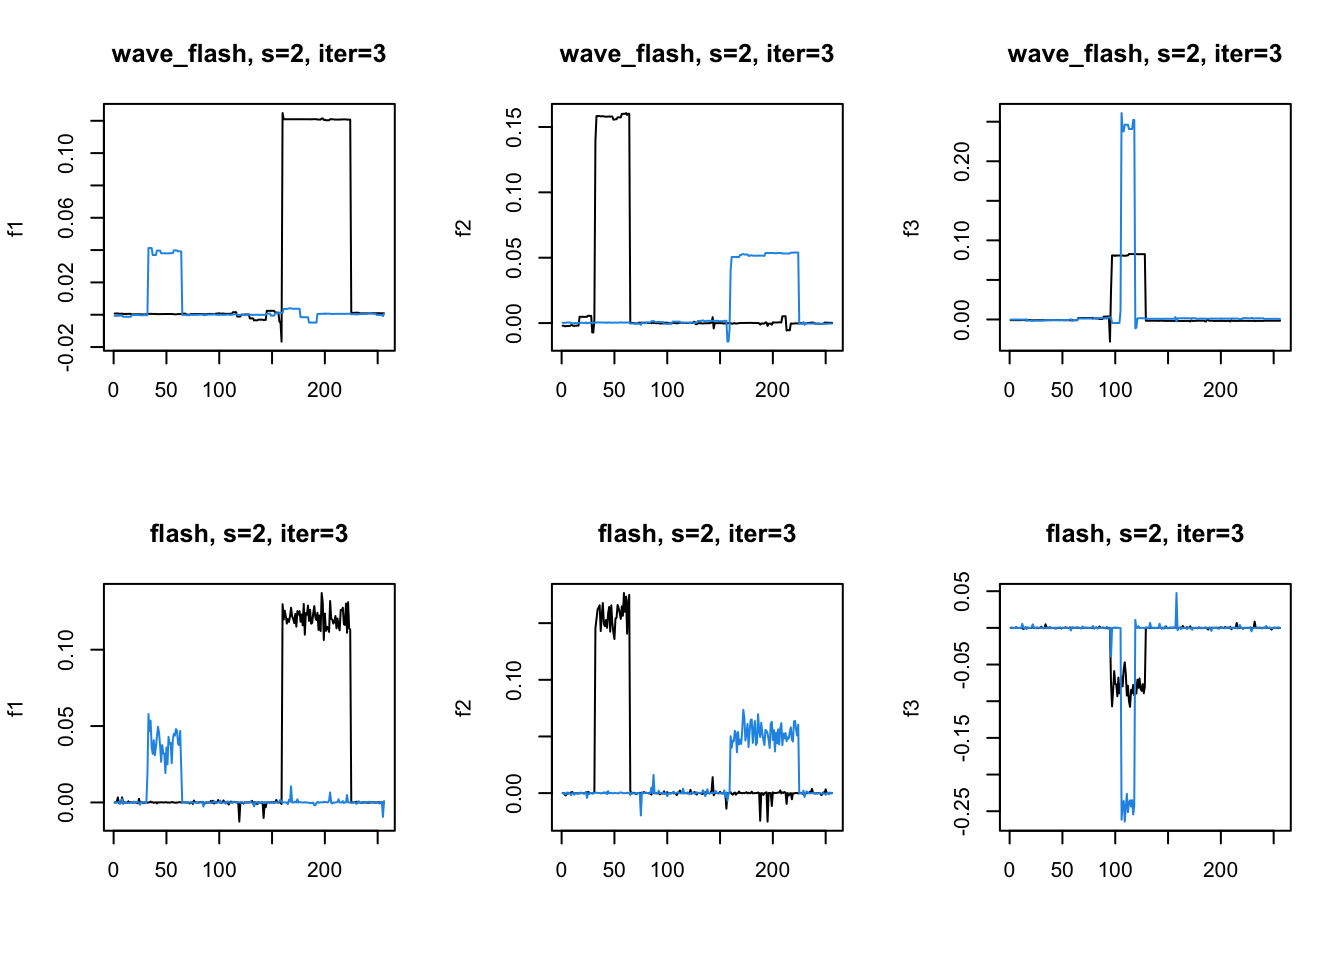 wave_flash, s=2, iter=3
f1
-0.02 0.02 0.06 0.10
0 50 100 200
wave_flash, s=2, iter=3
f2
0.00 0.05 0.10 0.15
0 50 100 200
wave_flash, s=2, iter=3
f3
0.00 0.10 0.20
0 50 100 200
flash, s=2, iter=3
f1
0.00 0.05 0.10
0 50 100 200
flash, s=2, iter=3
f2
0.00 0.10
0 50 100 200
flash, s=2, iter=3
f3
-0.25 -0.15 -0.05 0.05
0 50 100 200